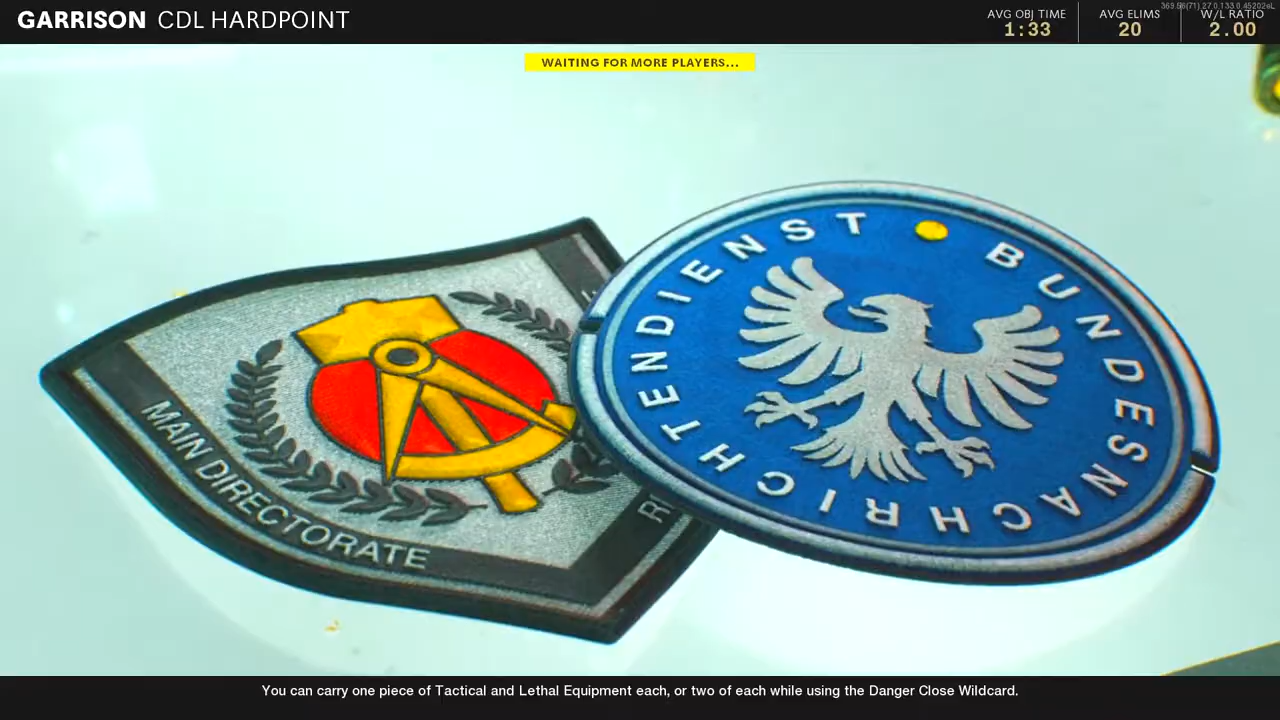 GARRISON CDL HARDPOINT
AVG OBJ TIME
1:33
AVG ELIMS
20
W/L RATIO
2.00
WAITING FOR MORE PLAYERS...
MAIN DIRECTORATE
R
BUNDESNACHRICHTENDIENST
You can carry one piece of Tactical and Lethal Equipment each, or two of each while using the Danger Close Wildcard.